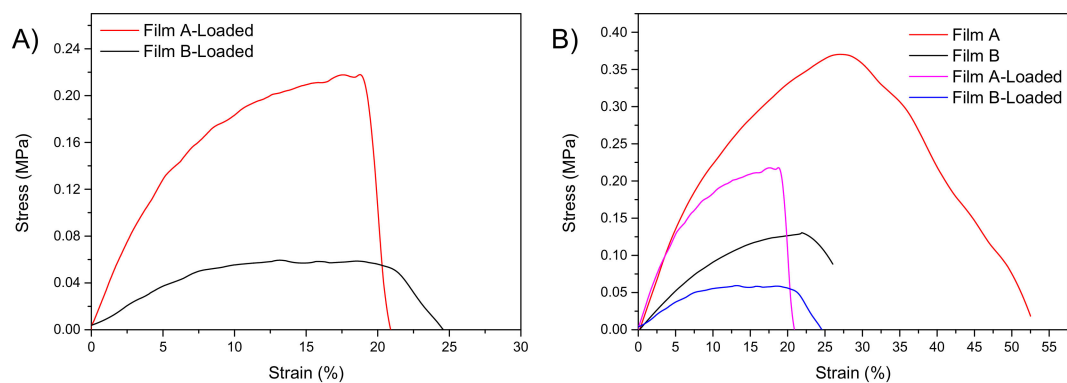 A)
Film A-Loaded
Film B-Loaded
0.24
0.20
0.16
0.12
0.08
0.04
0.00
Stress (MPa)
0 5 10 15 20 25 30
Strain (%)
B)
Film A
Film B
Film A-Loaded
Film B-Loaded
0.40
0.35
0.30
0.25
0.20
0.15
0.10
0.05
0.00
Stress (MPa)
0 5 10 15 20 25 30 35 40 45 50 55
Strain (%)